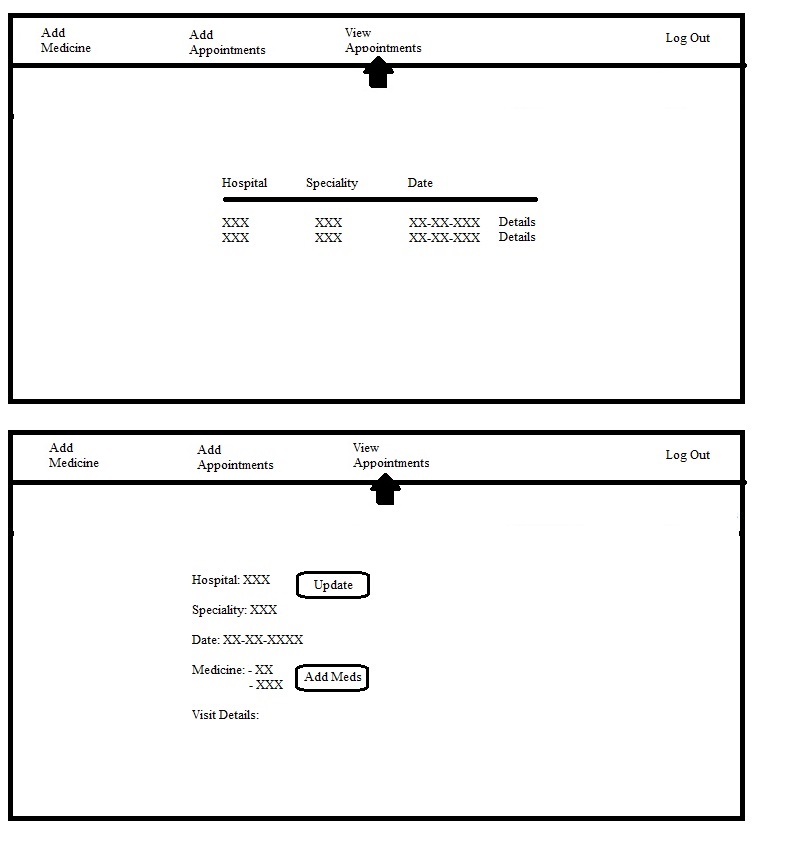 Add Add View
Medicine Appointments Appointments Log Out
Hospital Speciality Date
XXX XXX XX-XX-XXX Details
XXX XXX XX-XX-XXX Details
Add Add View
Medicine Appointments Appointments Log Out
Hospital: XXX Update
Speciality: XXX
Date: XX-XX-XXXX
Medicine: - XX Add Meds
- XXX
Visit Details: